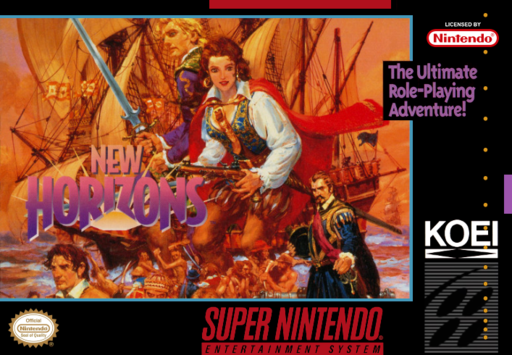 LICENSED BY
Nintendo
The Ultimate
Role-Playing
Adventure!
NEW
HORIZONS
KOEI
Official
Nintendo
Seal of Quality
SUPER NINTENDO
ENTERTAINMENT SYSTEM